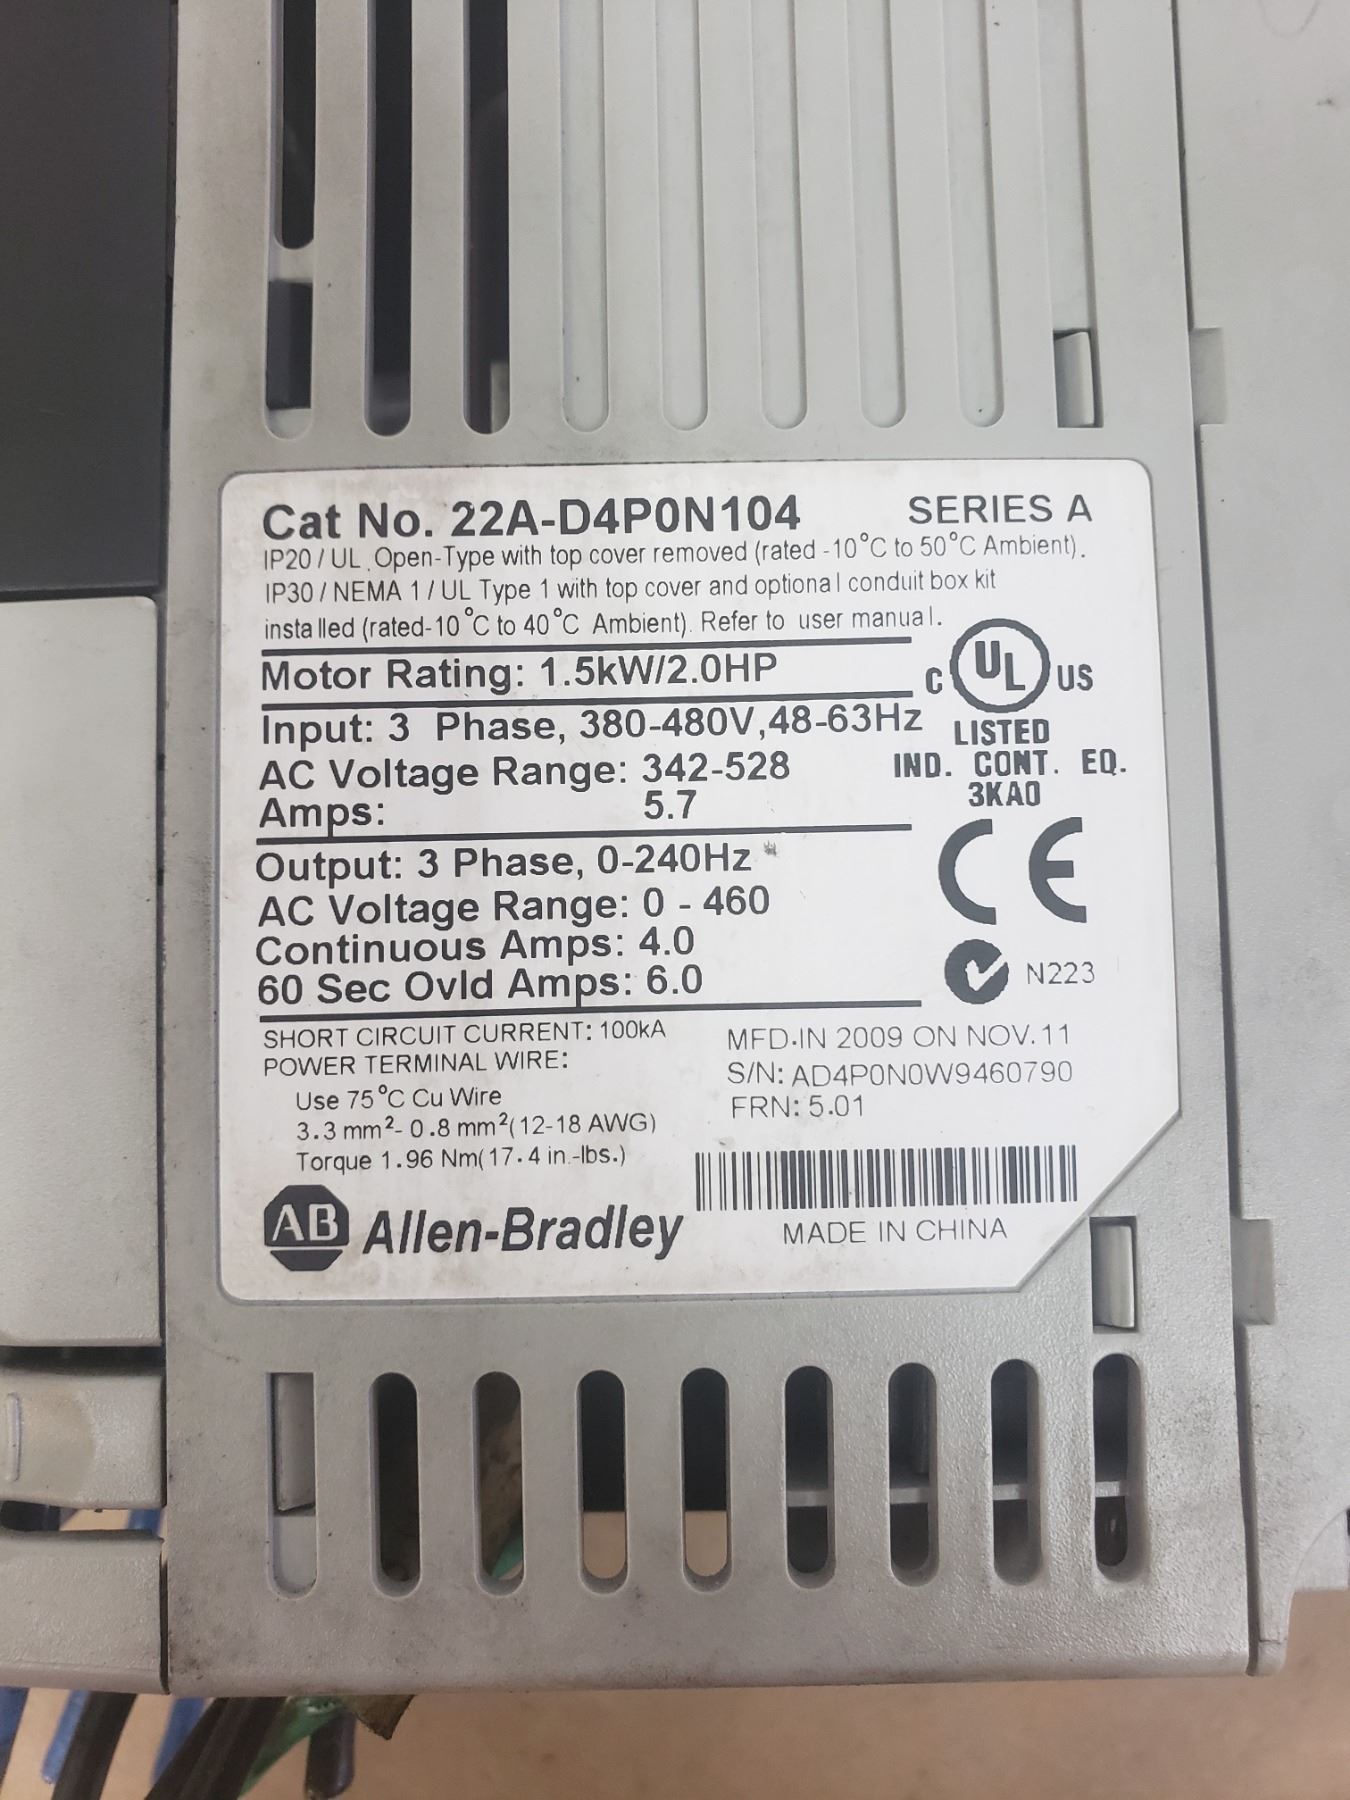 Cat No. 22A-D4P0N104 SERIES A
IP20 / UL Open-Type with top cover removed (rated -10°C to 50°C Ambient).
IP30 / NEMA 1 / UL Type 1 with top cover and optional conduit box kit
installed (rated-10°C to 40°C Ambient). Refer to user manual.
Motor Rating: 1.5kW/2.0HP
C UL US
Input: 3 Phase, 380-480V,48-63Hz
LISTED
AC Voltage Range: 342-528
IND. CONT. EQ.
Amps: 5.7
3KA0
CE
Output: 3 Phase, 0-240Hz
AC Voltage Range: 0 - 460
Continuous Amps: 4.0
N223
60 Sec Ovld Amps: 6.0
SHORT CIRCUIT CURRENT: 100kA
POWER TERMINAL WIRE:
Use 75°C Cu Wire
3.3 mm²- 0.8 mm²(12-18 AWG)
Torque 1.96 Nm(17.4 in.-lbs.)
MFD.IN 2009 ON NOV.11
S/N: AD4P0N0W9460790
FRN: 5.01
AB Allen-Bradley
MADE IN CHINA